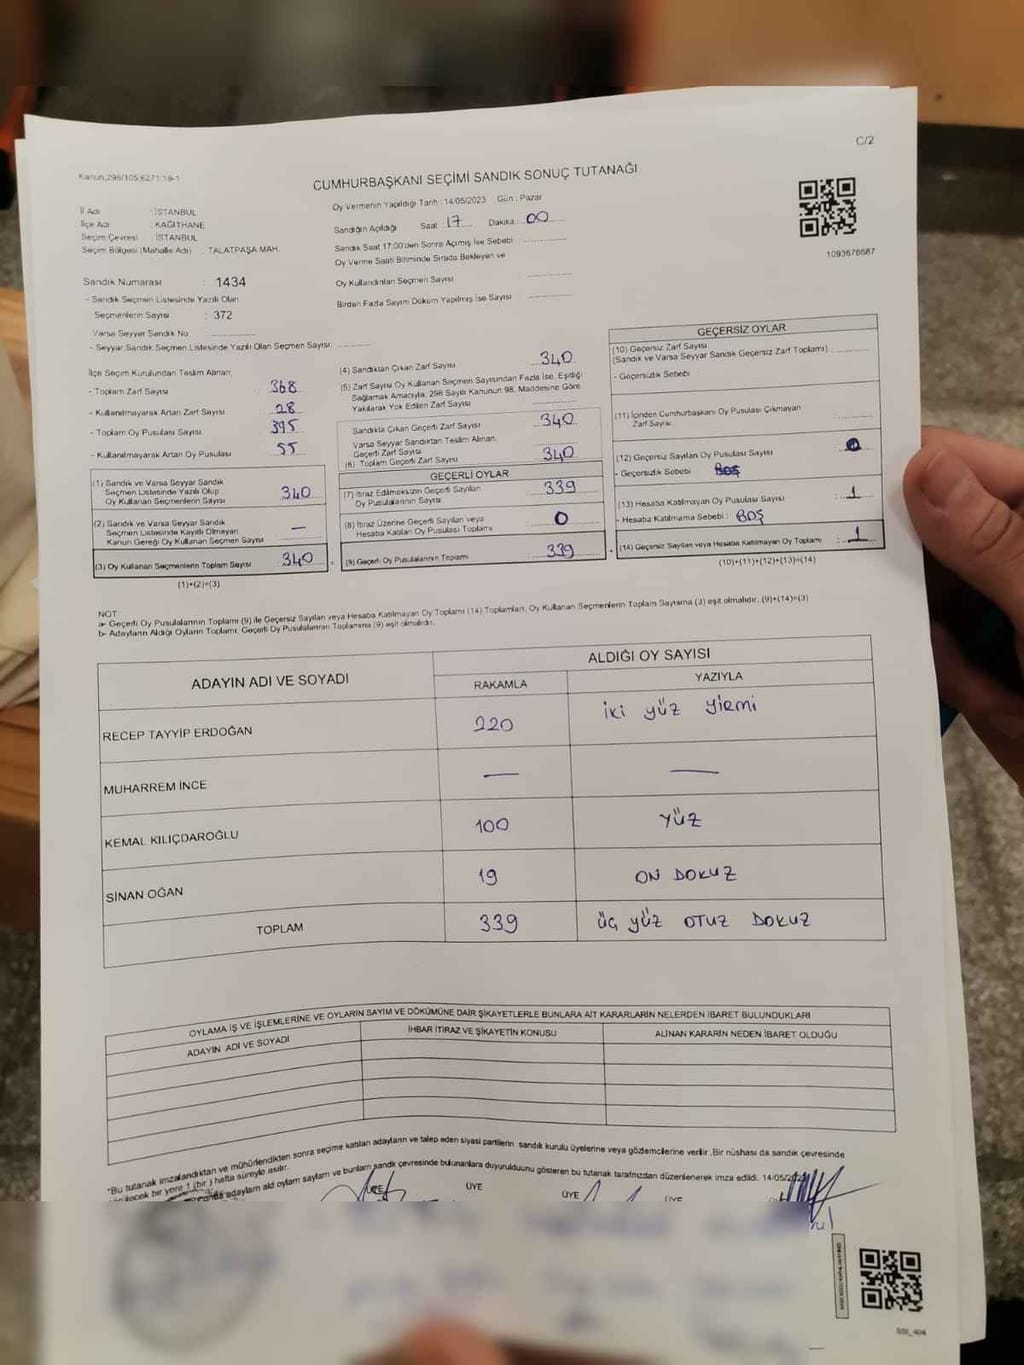 C/2
Kanun;298/105;6271/19-1
CUMHURBAŞKANI SEÇİMİ SANDIK SONUÇ TUTANAĞI
1093676687
İl Adı : İSTANBUL
İlçe Adı : KAĞITHANE
Seçim Çevresi : İSTANBUL
Seçim Bölgesi (Mahalle Adı) : TALATPAŞA MAH.
Oy Vermenin Yapıldığı Tarih : 14/05/2023 Gün : Pazar
Sandığın Açıldığı Saat : 17 Dakika : 00
Sandık Saat 17:00'den Sonra Açılmış İse Sebebi :
Oy Verme Saati Bitiminde Sırada Bekleyen ve
Oy Kullandırılan Seçmen Sayısı
Birden Fazla Sayım Döküm Yapılmış İse Sayısı
Sandık Numarası : 1434
- Sandık Seçmen Listesinde Yazılı Olan
Seçmenlerin Sayısı : 372
Varsa Seyyar Sandık No
- Seyyar Sandık Seçmen Listesinde Yazılı Olan Seçmen Sayısı :
İlçe Seçim Kurulundan Teslim Alınan;
- Toplam Zarf Sayısı 368
- Kullanılmayarak Artan Zarf Sayısı 28
- Toplam Oy Pusulası Sayısı 395
- Kullanılmayarak Artan Oy Pusulası 55
(1) Sandık ve Varsa Seyyar Sandık
Seçmen Listesinde Yazılı Olup
Oy Kullanan Seçmenlerin Sayısı 340
(2) Sandık ve Varsa Seyyar Sandık
Seçmen Listesinde Kayıtlı Olmayan
Kanun Gereği Oy Kullanan Seçmen Sayısı —
(3) Oy Kullanan Seçmenlerin Toplam Sayısı 340
(1)+(2)=(3)
(4) Sandıktan Çıkan Zarf Sayısı 340
(5) Zarf Sayısı Oy Kullanan Seçmen Sayısından Fazla İse, Eşitliği
Sağlamak Amacıyla; 298 Sayılı Kanunun 98. Maddesine Göre
Yakılarak Yok Edilen Zarf Sayısı
Sandıkta Çıkan Geçerli Zarf Sayısı 340
Varsa Seyyar Sandıktan Teslim Alınan
Geçerli Zarf Sayısı
(6) Toplam Geçerli Zarf Sayısı 340
GEÇERLİ OYLAR
(7) İtiraz Edilmeksizin Geçerli Sayılan
Oy Pusulalarının Sayısı 339
(8) İtiraz Üzerine Geçerli Sayılan veya
Hesaba Katılan Oy Pusulası Toplamı 0
(9) Geçerli Oy Pusulalarının Toplamı 339
GEÇERSİZ OYLAR
(10) Geçersiz Zarf Sayısı
(Sandık ve Varsa Seyyar Sandık Geçersiz Zarf Toplamı) :
- Geçersizlik Sebebi :
(11) İçinden Cumhurbaşkanı Oy Pusulası Çıkmayan
Zarf Sayısı
(12) Geçersiz Sayılan Oy Pusulası Sayısı 0
- Geçersizlik Sebebi
(13) Hesaba Katılmayan Oy Pusulası Sayısı 1
- Hesaba Katılmama Sebebi : BOŞ
(14) Geçersiz Sayılan veya Hesaba Katılmayan Oy Toplamı : 1
(10)+(11)+(12)+(13)=(14)
NOT
a- Geçerli Oy Pusulalarının Toplamı (9) ile Geçersiz Sayılan veya Hesaba Katılmayan Oy Toplamı (14) Toplamları, Oy Kullanan Seçmenlerin Toplam Sayısına (3) eşit olmalıdır. (9)+(14)=(3)
b- Adayların Aldığı Oyların Toplamı, Geçerli Oy Pusulalarının Toplamına (9) eşit olmalıdır.
ADAYIN ADI VE SOYADI ALDIĞI OY SAYISI
RAKAMLA YAZIYLA
RECEP TAYYİP ERDOĞAN 220 iki yüz yirmi
MUHARREM İNCE — —
KEMAL KILIÇDAROĞLU 100 YÜZ
SİNAN OĞAN 19 ON DOKUZ
TOPLAM 339 üç yüz OTUZ DOKUZ
OYLAMA İŞ VE İŞLEMLERİNE VE OYLARIN SAYIM VE DÖKÜMÜNE DAİR ŞİKAYETLERLE BUNLARA AİT KARARLARIN NELERDEN İBARET BULUNDUKLARI
ADAYIN ADI VE SOYADI İHBAR İTİRAZ VE ŞİKAYETİN KONUSU ALINAN KARARIN NEDEN İBARET OLDUĞU
"Bu tutanak imzalandıktan ve mühürlendikten sonra seçime katılan adayların ve talep eden siyasi partilerin sandık kurulu üyelerine veya gözlemcilerine verilir .Bir nüshası da sandık çevresinde
bir yere 1 (bir ) hafta süreyle asılır.
adayların ald oyların sayların ve bunların sandık çevresinde bulunanlara duyurulduunu gösteren bu tutanak tarafımızdan düzenlenerek imza edildi. 14/05/2023
ÜYE ÜYE ÜYE ÜYE